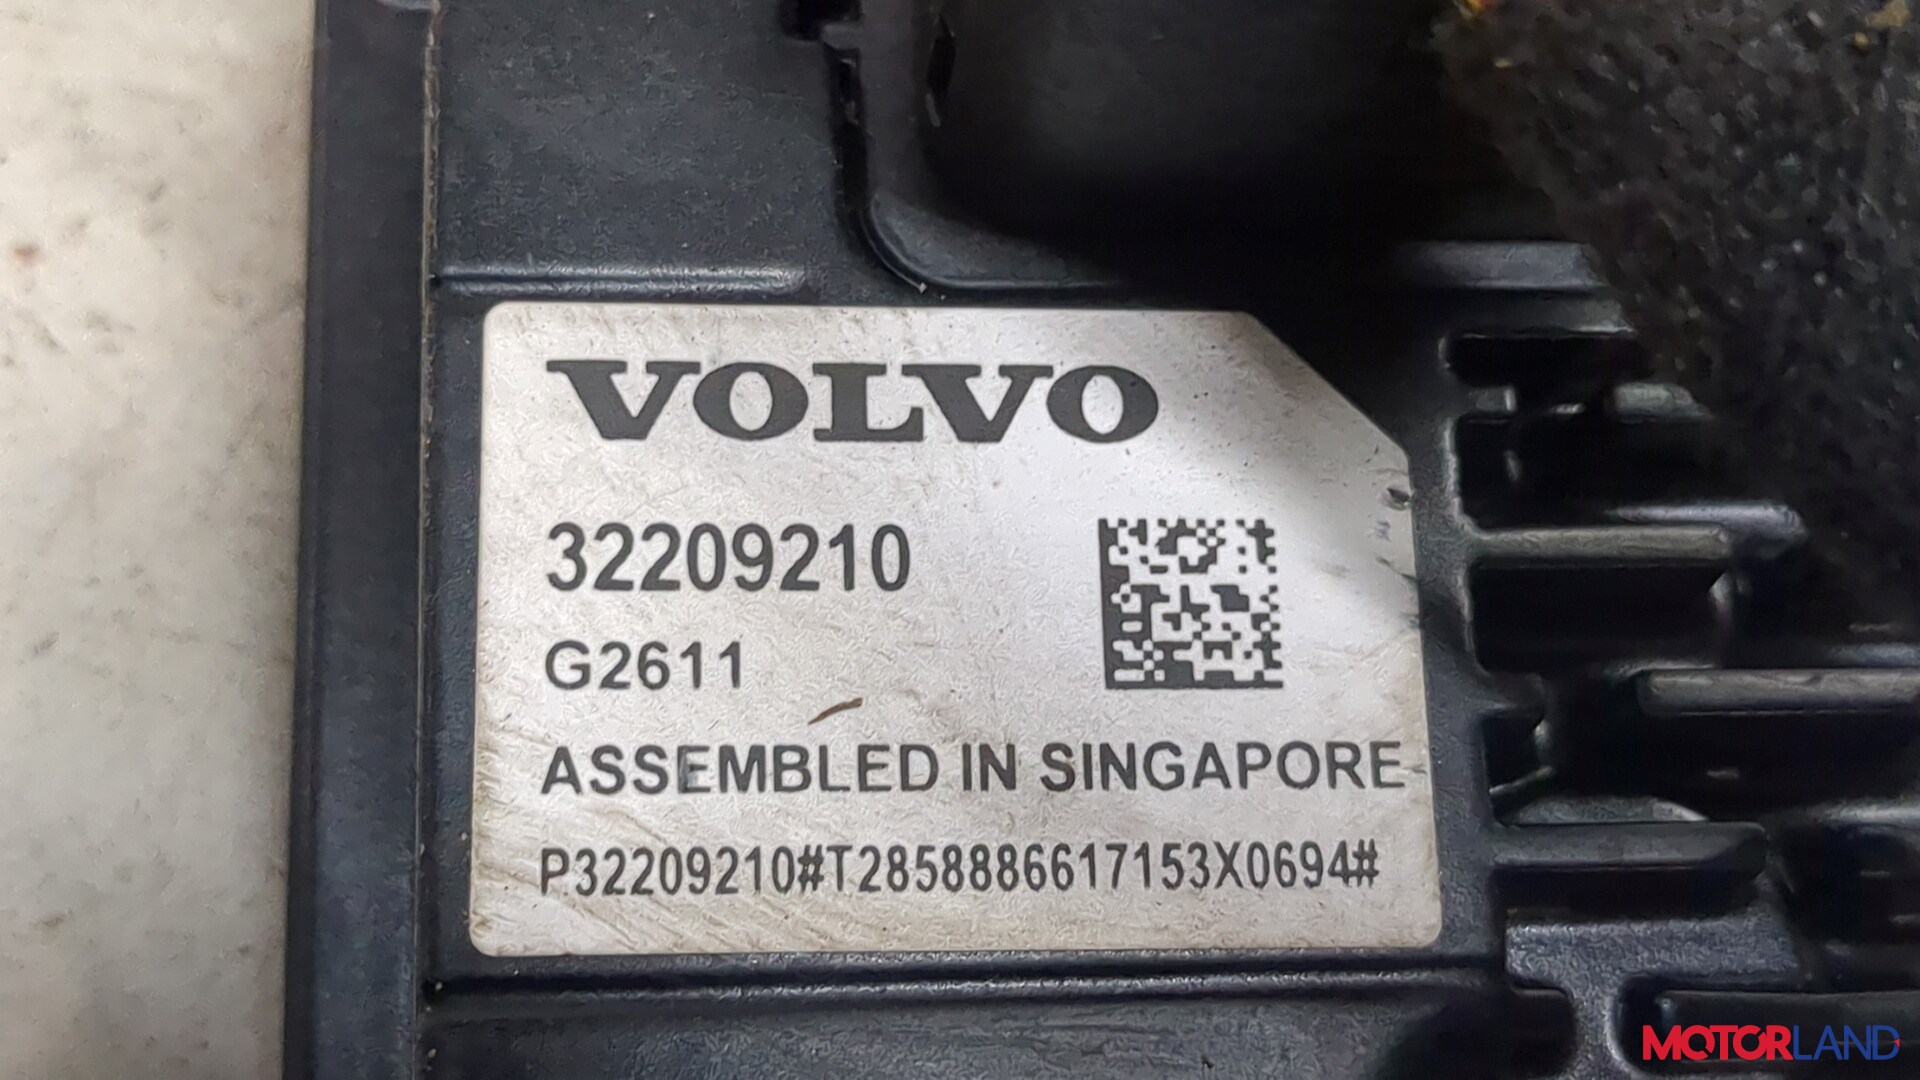 VOLVO
32209210
G2611
ASSEMBLED IN SINGAPORE
P32209210#T2858886617153X0694#
MOTORLAND